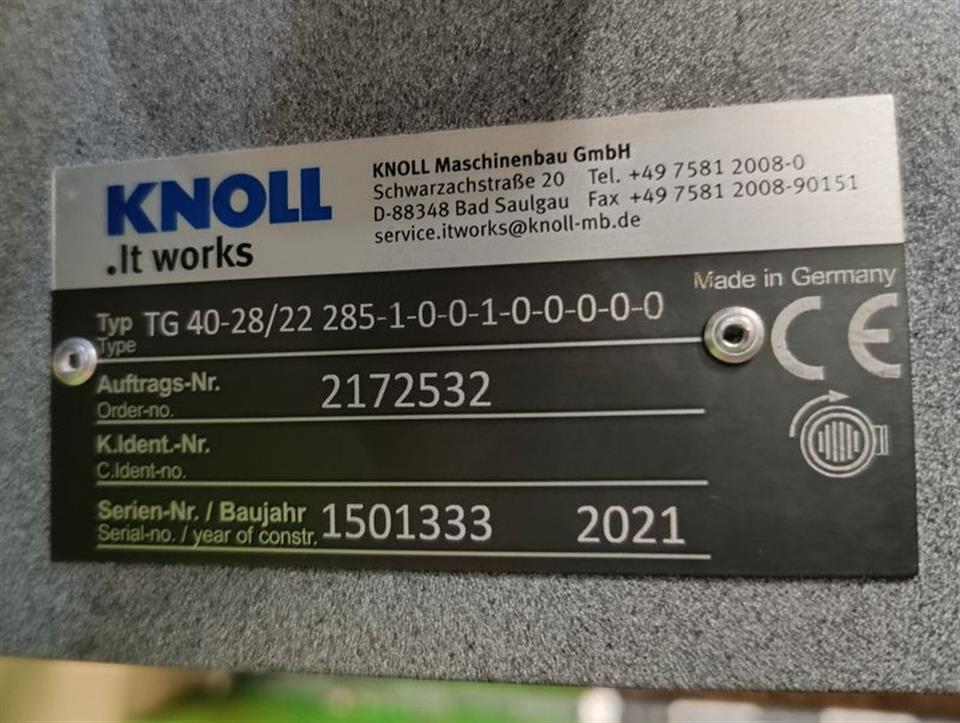 KNOLL
.It works
KNOLL Maschinenbau GmbH
Schwarzachstraße 20 Tel. +49 7581 2008-0
D-88348 Bad Saulgau Fax +49 7581 2008-90151
service.itworks@knoll-mb.de
Made in Germany
Typ TG 40-28/22 285-1-0-0-1-0-0-0-0-0
Type
CE
Auftrags-Nr. 2172532
Order-no.
K.Ident.-Nr.
C.Ident-no.
Serien-Nr. / Baujahr 1501333 2021
Serial-no. / year of constr.